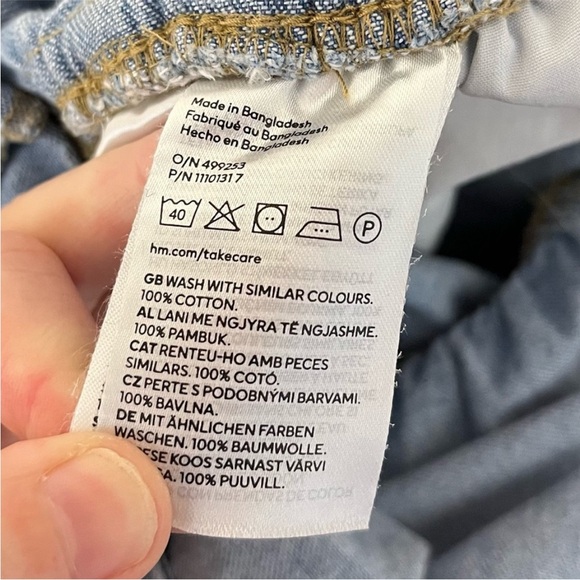 Made in Bangladesh
Fabriqué au Bangladesh
Hecho en Bangladesh
O/N 499253
P/N 1110131 7
40
P
hm.com/takecare
GB WASH WITH SIMILAR COLOURS.
100% COTTON.
AL LANI ME NGJYRA TË NGJASHME.
100% PAMBUK.
CAT RENTEU-HO AMB PECES
SIMILARS. 100% COTÓ.
CZ PERTE S PODOBNÝMI BARVAMI.
100% BAVLNA.
DE MIT ÄHNLICHEN FARBEN
WASCHEN. 100% BAUMWOLLE.
KOOS SARNAST VÄRVI
100% PUUVILL.